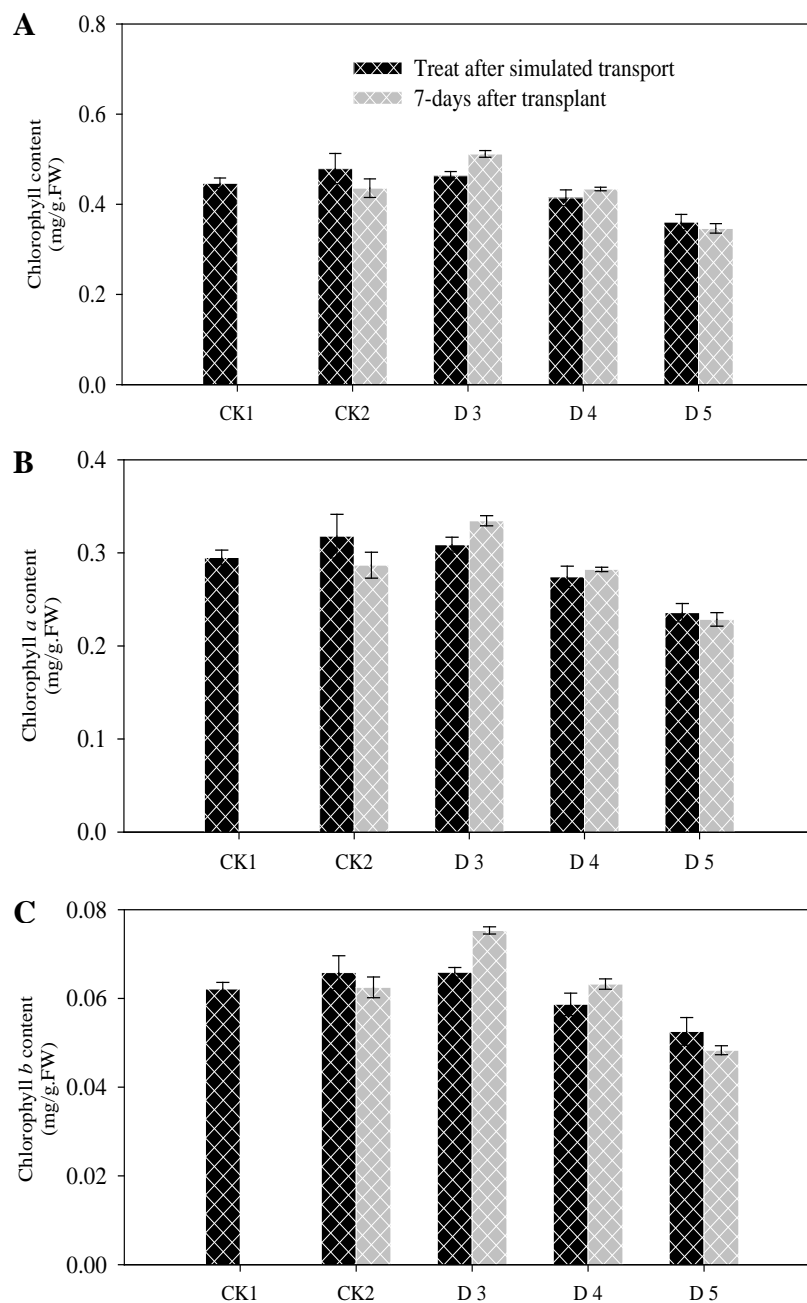 A
0.8
Treat after simulated transport
7-days after transplant
0.6
Chlorophyll content
(mg/g.FW)
0.4
0.2
0.0
CK1 CK2 D 3 D 4 D 5
B
0.4
0.3
Chlorophyll a content
(mg/g.FW)
0.2
0.1
0.0
CK1 CK2 D 3 D 4 D 5
C
0.08
0.06
Chlorophyll b content
(mg/g.FW)
0.04
0.02
0.00
CK1 CK2 D 3 D 4 D 5